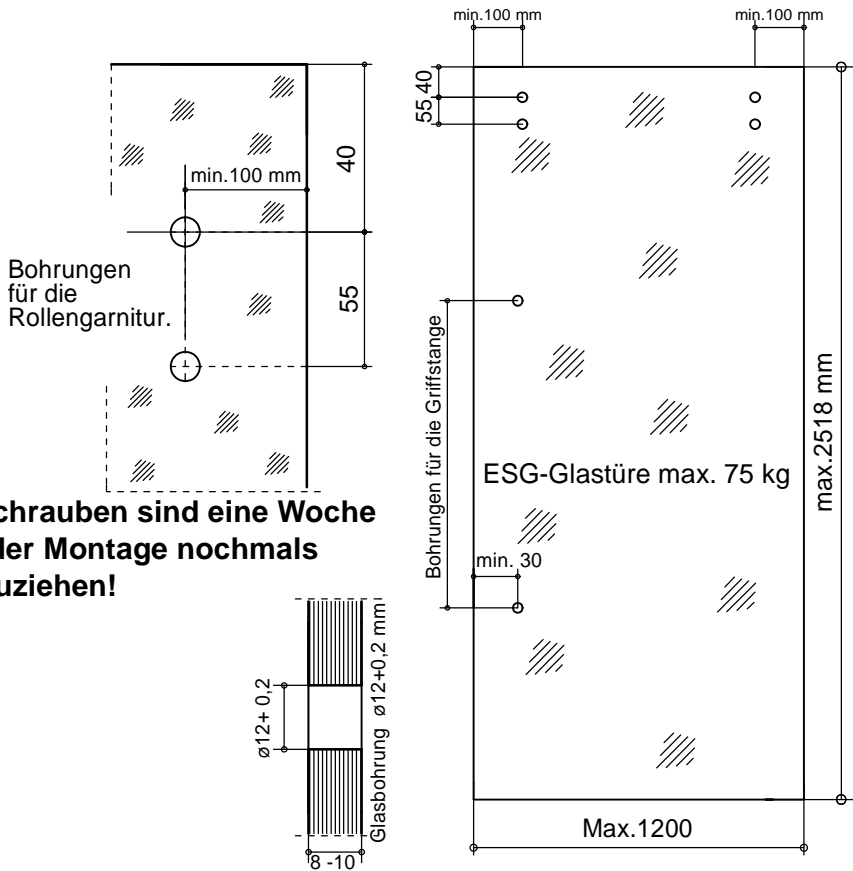 min.100 mm
min.100 mm
40
55
min.100 mm
40
55
Bohrungen
für die
Rollengarnitur.
Bohrungen für die Griffstange
max.2518 mm
ESG-Glastüre max. 75 kg
chrauben sind eine Woche
der Montage nochmals
uziehen!
min. 30
ø12+ 0,2
Glasbohrung ø12+0,2 mm
8 -10
Max.1200